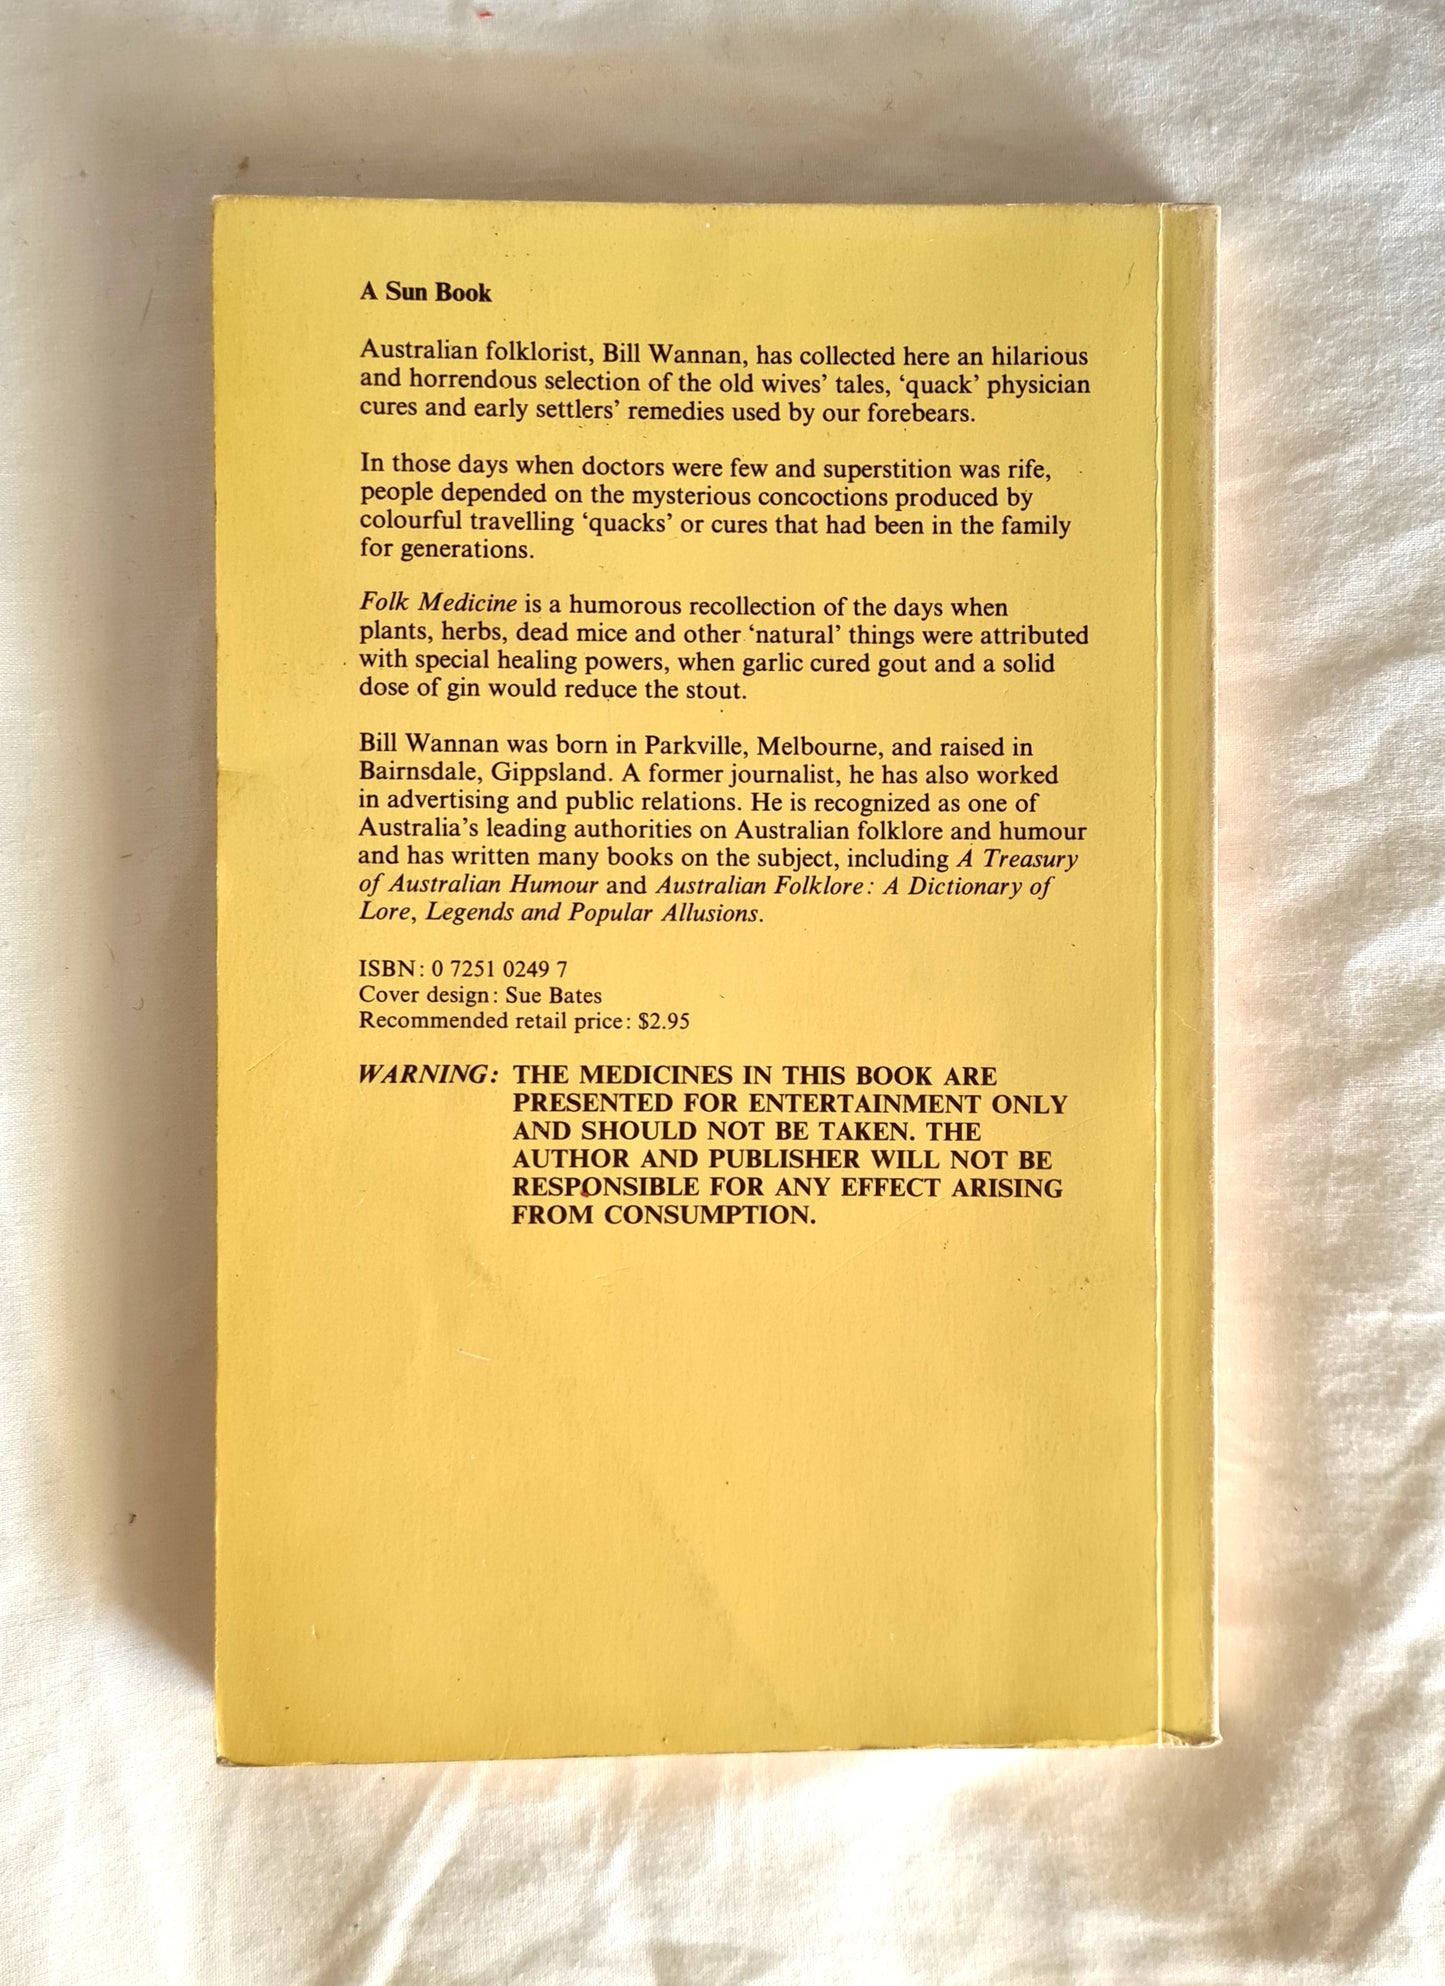 A Sun Book
Australian folklorist, Bill Wannan, has collected here an hilarious
and horrendous selection of the old wives’ tales, ‘quack’ physician
cures and early settlers’ remedies used by our forebears.
In those days when doctors were few and superstition was rife,
people depended on the mysterious concoctions produced by
colourful travelling ‘quacks’ or cures that had been in the family
for generations.
Folk Medicine is a humorous recollection of the days when
plants, herbs, dead mice and other ‘natural’ things were attributed
with special healing powers, when garlic cured gout and a solid
dose of gin would reduce the stout.
Bill Wannan was born in Parkville, Melbourne, and raised in
Bairnsdale, Gippsland. A former journalist, he has also worked
in advertising and public relations. He is recognized as one of
Australia’s leading authorities on Australian folklore and humour
and has written many books on the subject, including A Treasury
of Australian Humour and Australian Folklore: A Dictionary of
Lore, Legends and Popular Allusions.
ISBN: 0 7251 0249 7
Cover design: Sue Bates
Recommended retail price: $2.95
WARNING: THE MEDICINES IN THIS BOOK ARE
PRESENTED FOR ENTERTAINMENT ONLY
AND SHOULD NOT BE TAKEN. THE
AUTHOR AND PUBLISHER WILL NOT BE
RESPONSIBLE FOR ANY EFFECT ARISING
FROM CONSUMPTION.